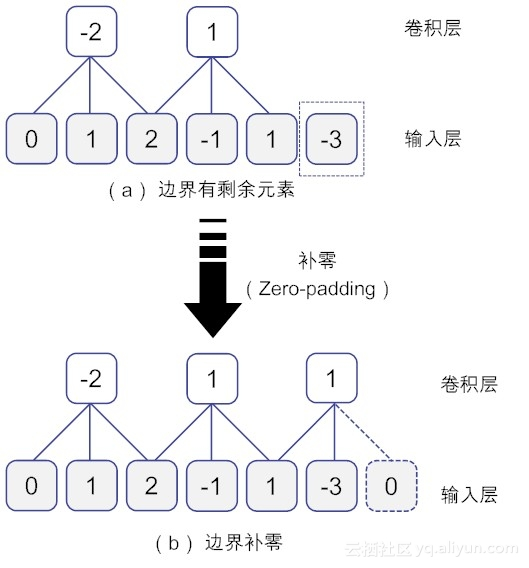 -2 1 卷积层
0 1 2 -1 1 -3 输入层
( a ) 边界有剩余元素
补零
( Zero-padding )
-2 1 1 卷积层
0 1 2 -1 1 -3 0 输入层
( b ) 边界补零
云栖社区 yq.aliyun.com